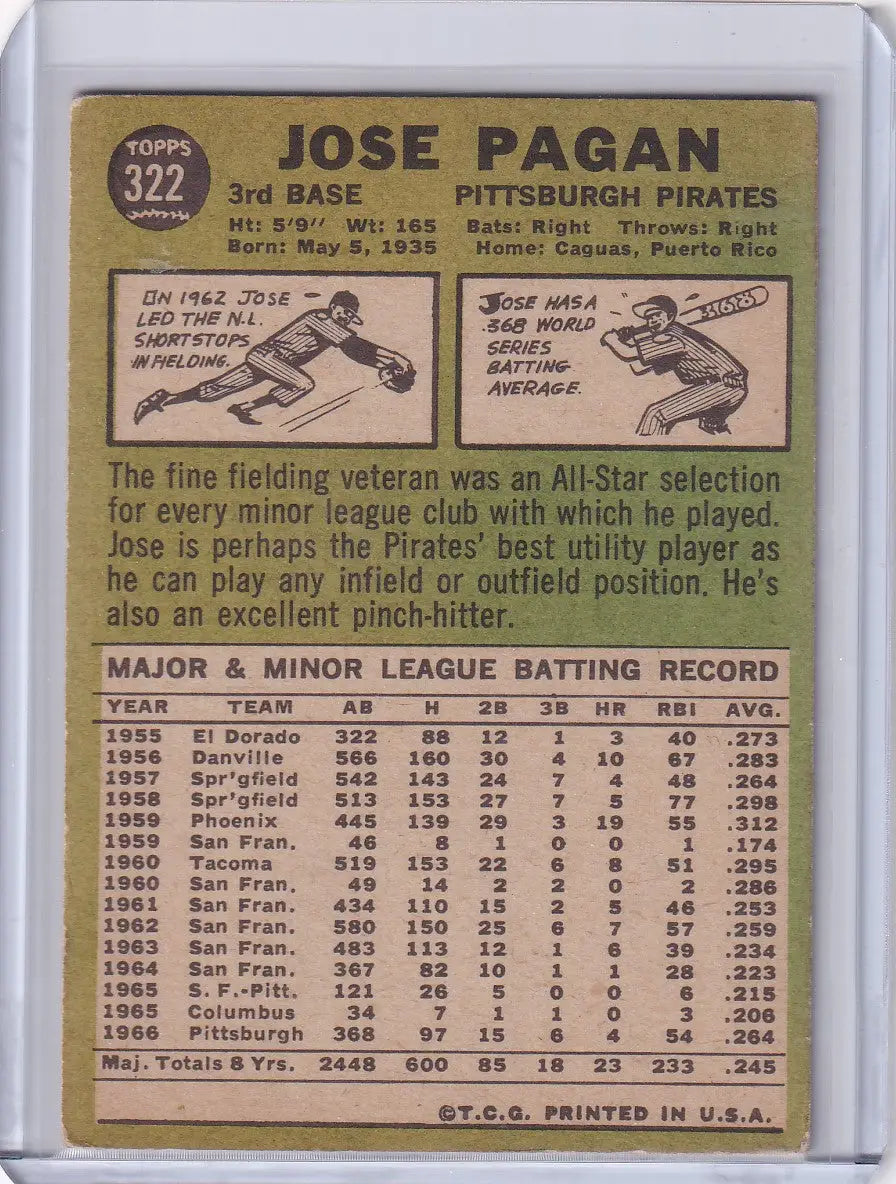 TOPPS
322
JOSE PAGAN
3rd BASE PITTSBURGH PIRATES
Ht: 5'9" Wt: 165 Bats: Right Throws: Right
Born: May 5, 1935 Home: Caguas, Puerto Rico
IN 1962 JOSE
LED THE N.L.
SHORTSTOPS
IN FIELDING.
JOSE HAS A
.368 WORLD
SERIES
BATTING
AVERAGE.
The fine fielding veteran was an All-Star selection
for every minor league club with which he played.
Jose is perhaps the Pirates' best utility player as
he can play any infield or outfield position. He's
also an excellent pinch-hitter.
MAJOR & MINOR LEAGUE BATTING RECORD
YEAR TEAM AB H 2B 3B HR RBI AVG.
1955 El Dorado 322 88 12 1 3 40 .273
1956 Danville 566 160 30 4 10 67 .283
1957 Spr'gfield 542 143 24 7 4 48 .264
1958 Spr'gfield 513 153 27 7 5 77 .298
1959 Phoenix 445 139 29 3 19 55 .312
1959 San Fran. 46 8 1 0 0 1 .174
1960 Tacoma 519 153 22 6 8 51 .295
1960 San Fran. 49 14 2 2 0 2 .286
1961 San Fran. 434 110 15 2 5 46 .253
1962 San Fran. 580 150 25 6 7 57 .259
1963 San Fran. 483 113 12 1 6 39 .234
1964 San Fran. 367 82 10 1 1 28 .223
1965 S. F.-Pitt. 121 26 5 0 0 6 .215
1965 Columbus 34 7 1 1 0 3 .206
1966 Pittsburgh 368 97 15 6 4 54 .264
Maj. Totals 8 Yrs. 2448 600 85 18 23 233 .245
©T.C.G. PRINTED IN U.S.A.